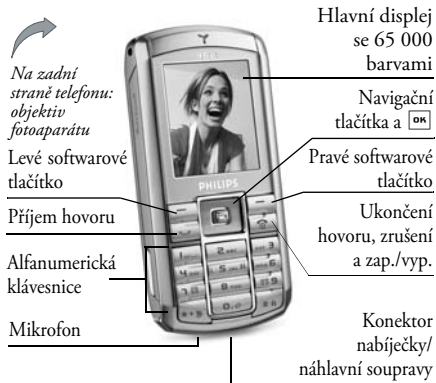 Na zadní
straně telefonu:
objektiv
fotoaparátu
Levé softwarové
tlačítko
Příjem hovoru
Alfanumerická
klávesnice
Mikrofon
PHILIPS
Hlavní displej
se 65 000
barvami
Navigační
tlačítka a OK
Pravé softwarové
tlačítko
Ukončení
hovoru, zrušení
a zap./vyp.
Konektor
nabíječky/
náhlavní soupravy